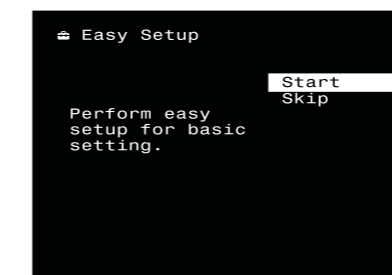 Easy Setup
Start
Skip
Perform easy
setup for basic
setting.